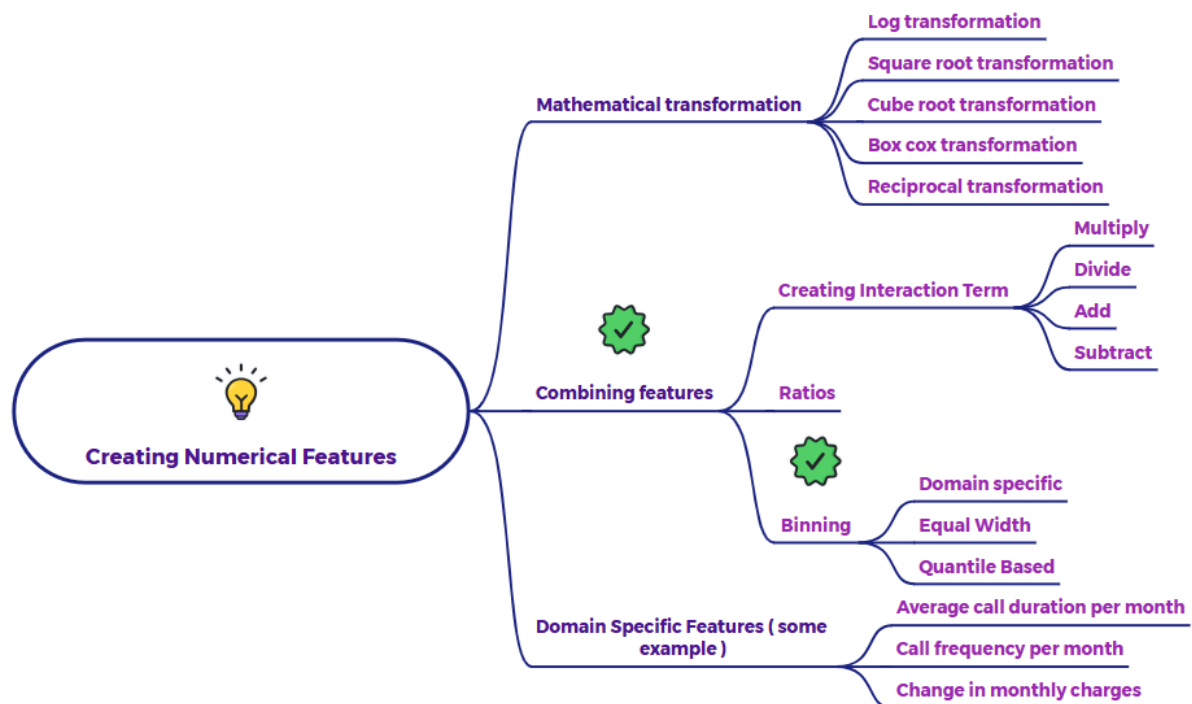 Creating Numerical Features
Mathematical transformation
Log transformation
Square root transformation
Cube root transformation
Box cox transformation
Reciprocal transformation
Combining features
Creating Interaction Term
Multiply
Divide
Add
Subtract
Ratios
Binning
Domain specific
Equal Width
Quantile Based
Domain Specific Features ( some
example )
Average call duration per month
Call frequency per month
Change in monthly charges